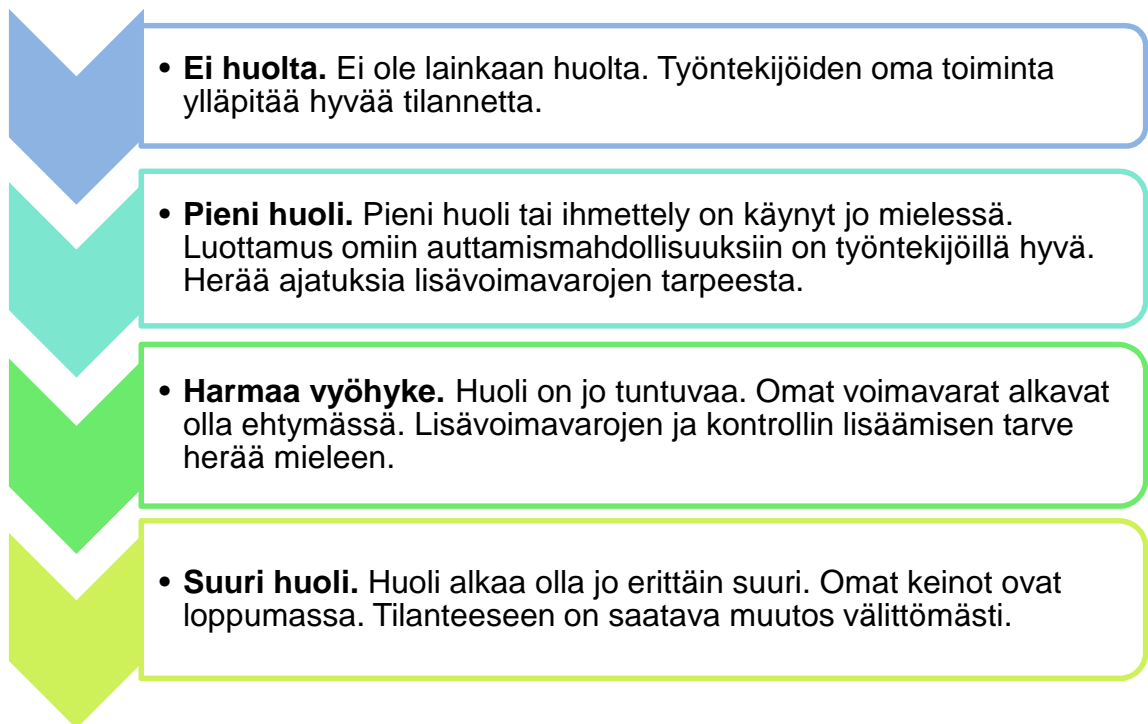 • Ei huolta. Ei ole lainkaan huolta. Työntekijöiden oma toiminta
ylläpitää hyvää tilannetta.
• Pieni huoli. Pieni huoli tai ihmettely on käynyt jo mielessä.
Luottamus omiin auttamismahdollisuuksiin on työntekijöillä hyvä.
Herää ajatuksia lisävoimavarojen tarpeesta.
• Harmaa vyöhyke. Huoli on jo tuntuvaa. Omat voimavarat alkavat
olla ehtymässä. Lisävoimavarojen ja kontrollin lisäämisen tarve
herää mieleen.
• Suuri huoli. Huoli alkaa olla jo erittäin suuri. Omat keinot ovat
loppumassa. Tilanteeseen on saatava muutos välittömästi.